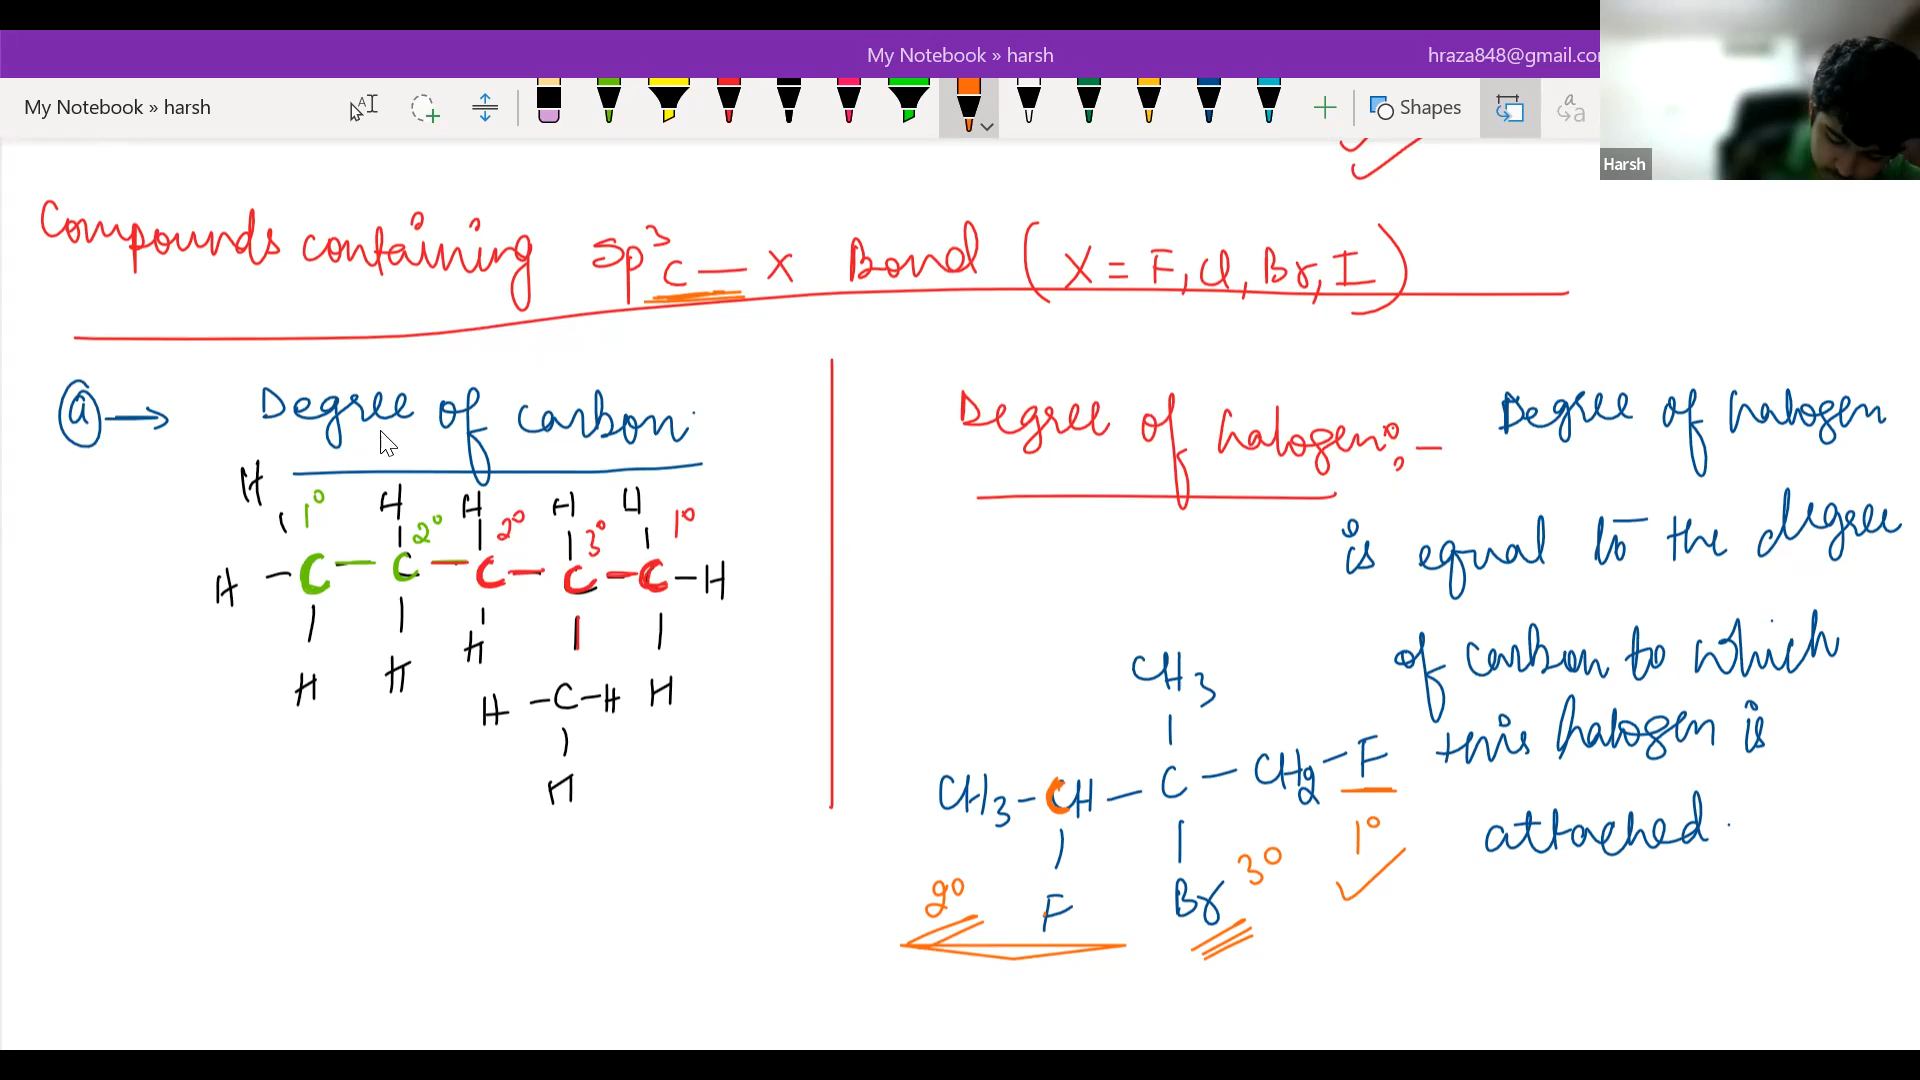 My Notebook » harsh
hraza848@gmail.co
My Notebook » harsh
Shapes
Harsh
Compounds containing sp³ C — X Bond (X = F, Cl, Br, I)
ⓐ → Degree of carbon
H H H H H
1° 2° 2° 3° 1°
H - C - C - C - C - C - H
H H H H - C - H H
H
Degree of halogen :- Degree of halogen
is equal to the degree
of carbon to which
this halogen is
attached.
CH3
CH3 - CH - C - CH2 - F
1°
2° F Br 3°